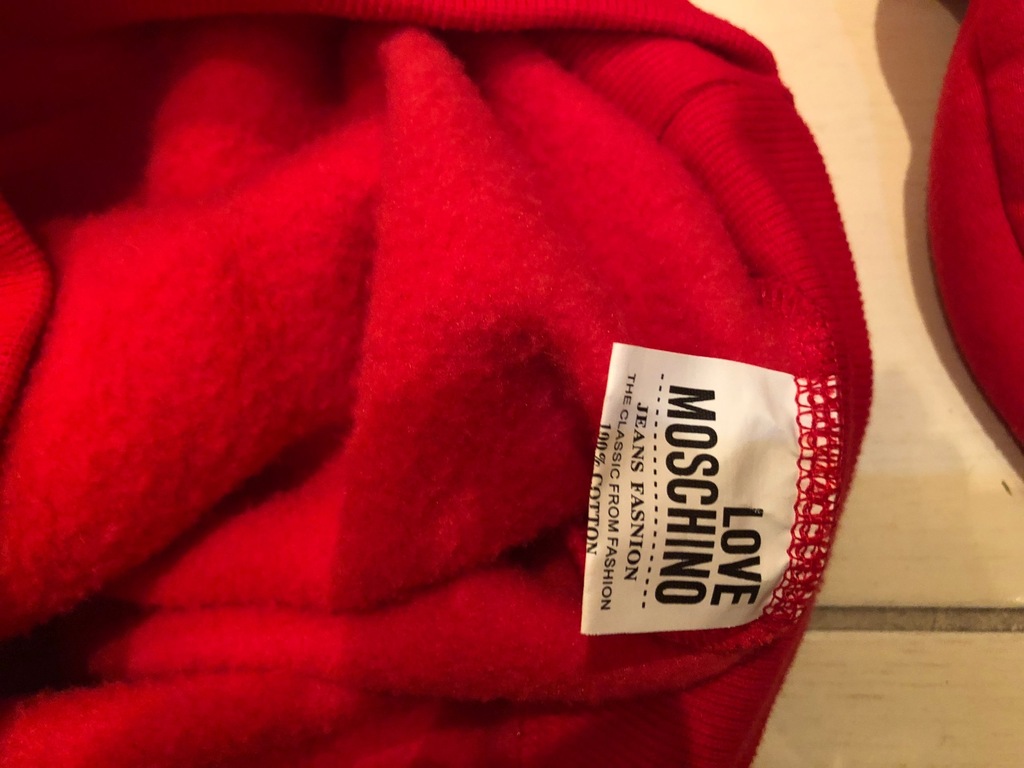 LOVE
MOSCHINO
JEANS FASNION
THE CLASSIC FROM FASHION
100% COTTON